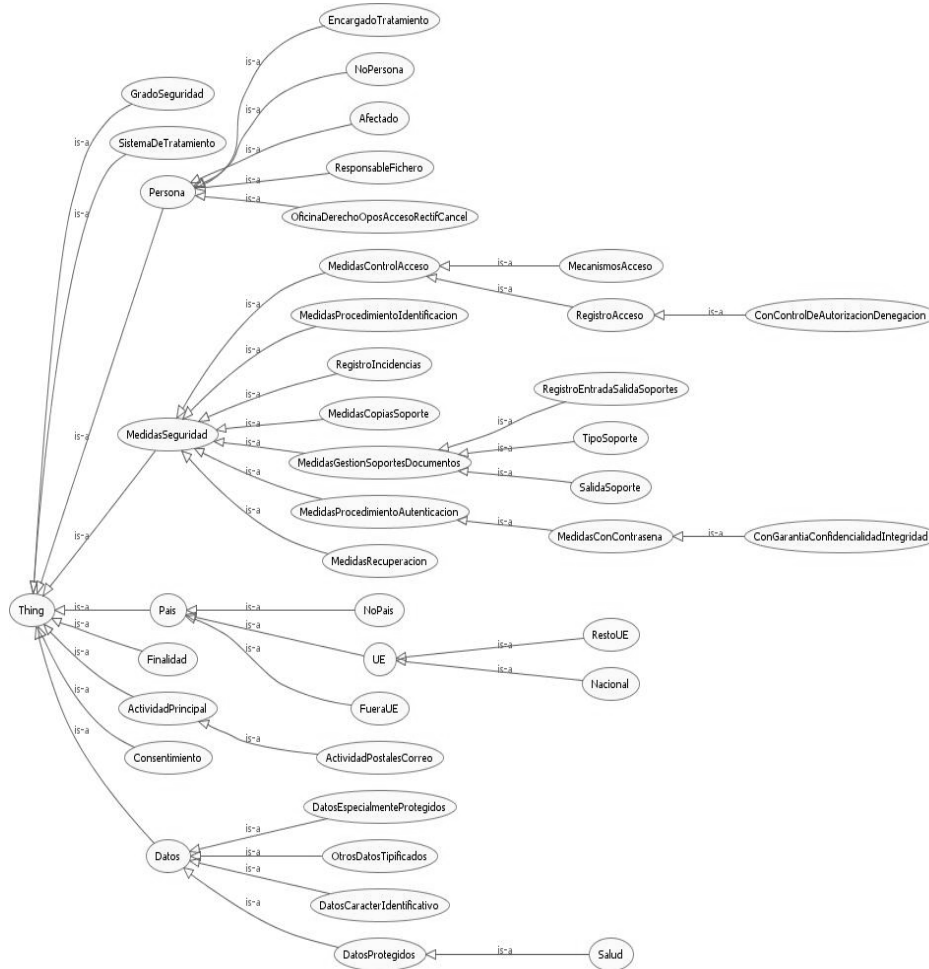 EncargadoTratamiento
is-a
NoPersona
GradoSeguridad
is-a
is-a
Afectado
SistemaDeTratamiento
is-a
ResponsableFichero
is-a
Persona
is-a
OficinaDerechoOposAccesoRectifCancel
is-a
MedidasControlAcceso
is-a
MecanismosAcceso
is-a
RegistroAcceso
is-a
ConControlDeAutorizacionDenegacion
is-a
MedidasProcedimientoIdentificacion
is-a
is-a
RegistroIncidencias
is-a
RegistroEntradaSalidaSoportes
MedidasCopiasSoporte
is-a
is-a
TipoSoporte
MedidasSeguridad
is-a
MedidasGestionSoportesDocumentos
is-a
is-a
SalidaSoporte
is-a
MedidasProcedimientoAutenticacion
is-a
MedidasConContrasena
is-a
ConGarantiaConfidencialidadIntegridad
is-a
is-a
MedidasRecuperacion
Thing
is-a
Pais
is-a
NoPais
is-a
is-a
RestoUE
is-a
Finalidad
UE
is-a
is-a
Nacional
is-a
ActividadPrincipal
FueraUE
is-a
Consentimiento
is-a
ActividadPostalesCorreo
is-a
DatosEspecialmenteProtegidos
is-a
Datos
is-a
OtrosDatosTipificados
is-a
DatosCaracterIdentificativo
is-a
DatosProtegidos
is-a
Salud